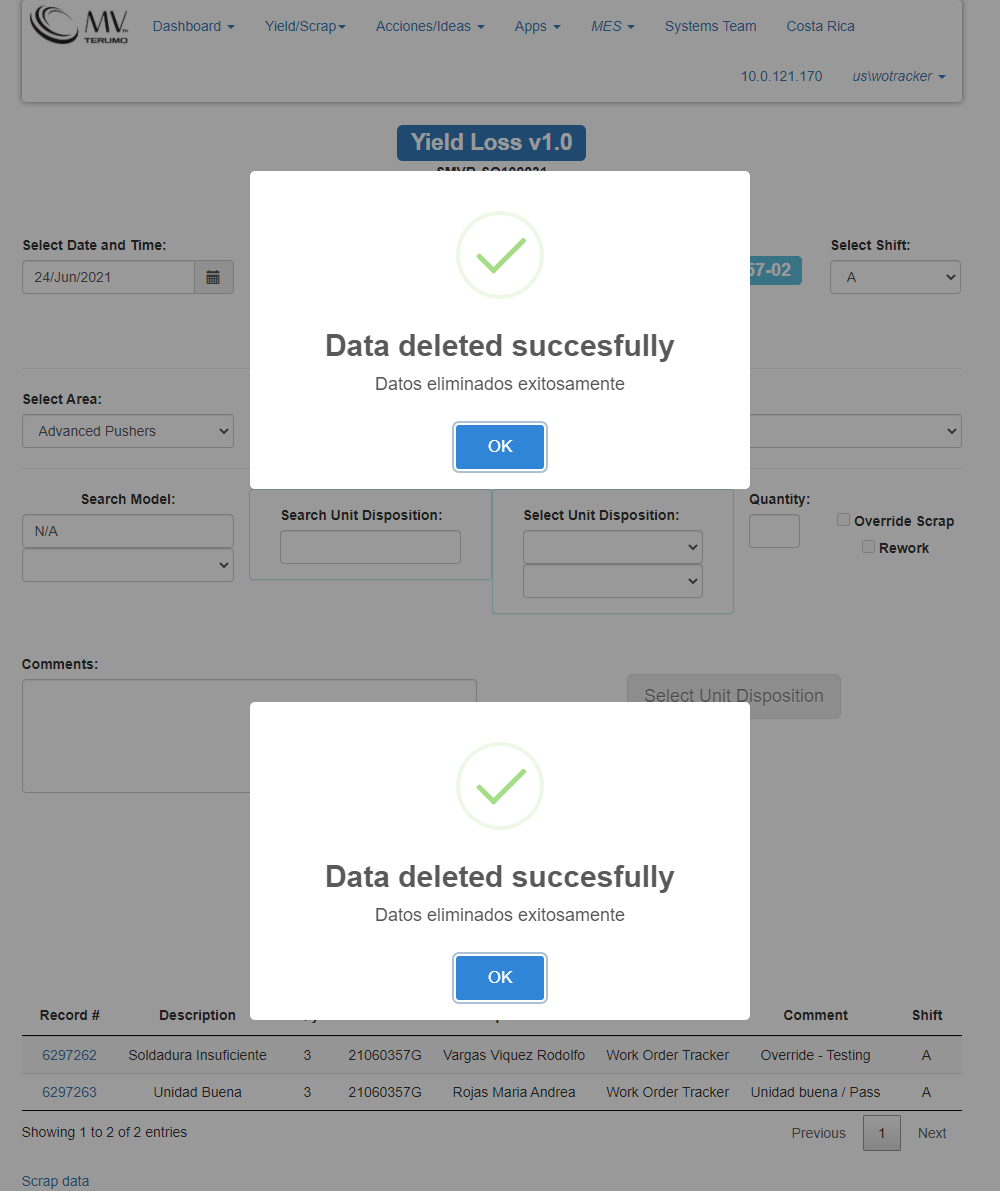 MV™
TERUMO
Dashboard
Yield/Scrap
Acciones/Ideas
Apps
MES
Systems Team
Costa Rica
10.0.121.170
us\wotracker
Yield Loss v1.0
Select Date and Time:
24/Jun/2021
57-02
Select Shift:
A
Data deleted succesfully
Datos eliminados exitosamente
OK
Select Area:
Advanced Pushers
Search Model:
N/A
Search Unit Disposition:
Select Unit Disposition:
Quantity:
Override Scrap
Rework
Comments:
Select Unit Disposition
Data deleted succesfully
Datos eliminados exitosamente
OK
Record # Description Comment Shift
6297262 Soldadura Insuficiente 3 21060357G Vargas Viquez Rodolfo Work Order Tracker Override - Testing A
6297263 Unidad Buena 3 21060357G Rojas Maria Andrea Work Order Tracker Unidad buena / Pass A
Showing 1 to 2 of 2 entries
Previous 1 Next
Scrap data